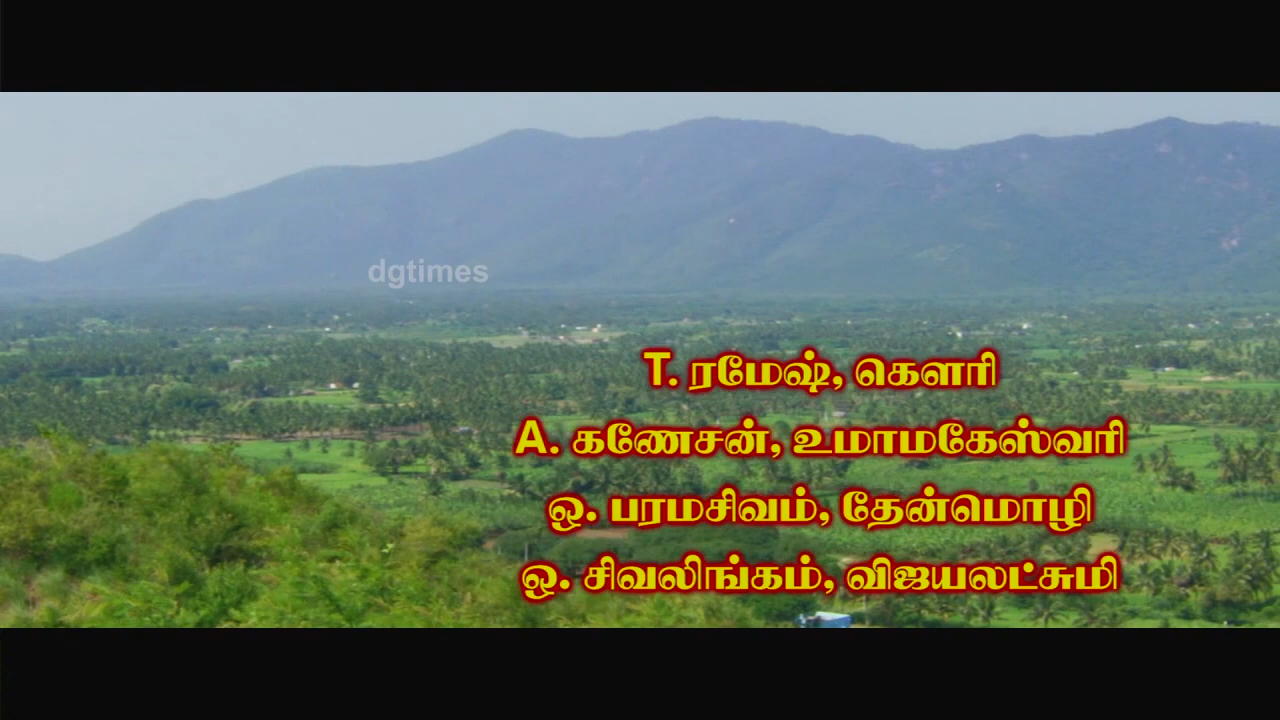 dgtimes
T. ரமேஷ், கௌரி
A. கணேசன், உமாமகேஸ்வரி
ஒ. பரமசிவம், தேன்மொழி
ஒ. சிவலிங்கம், விஜயலட்சுமி